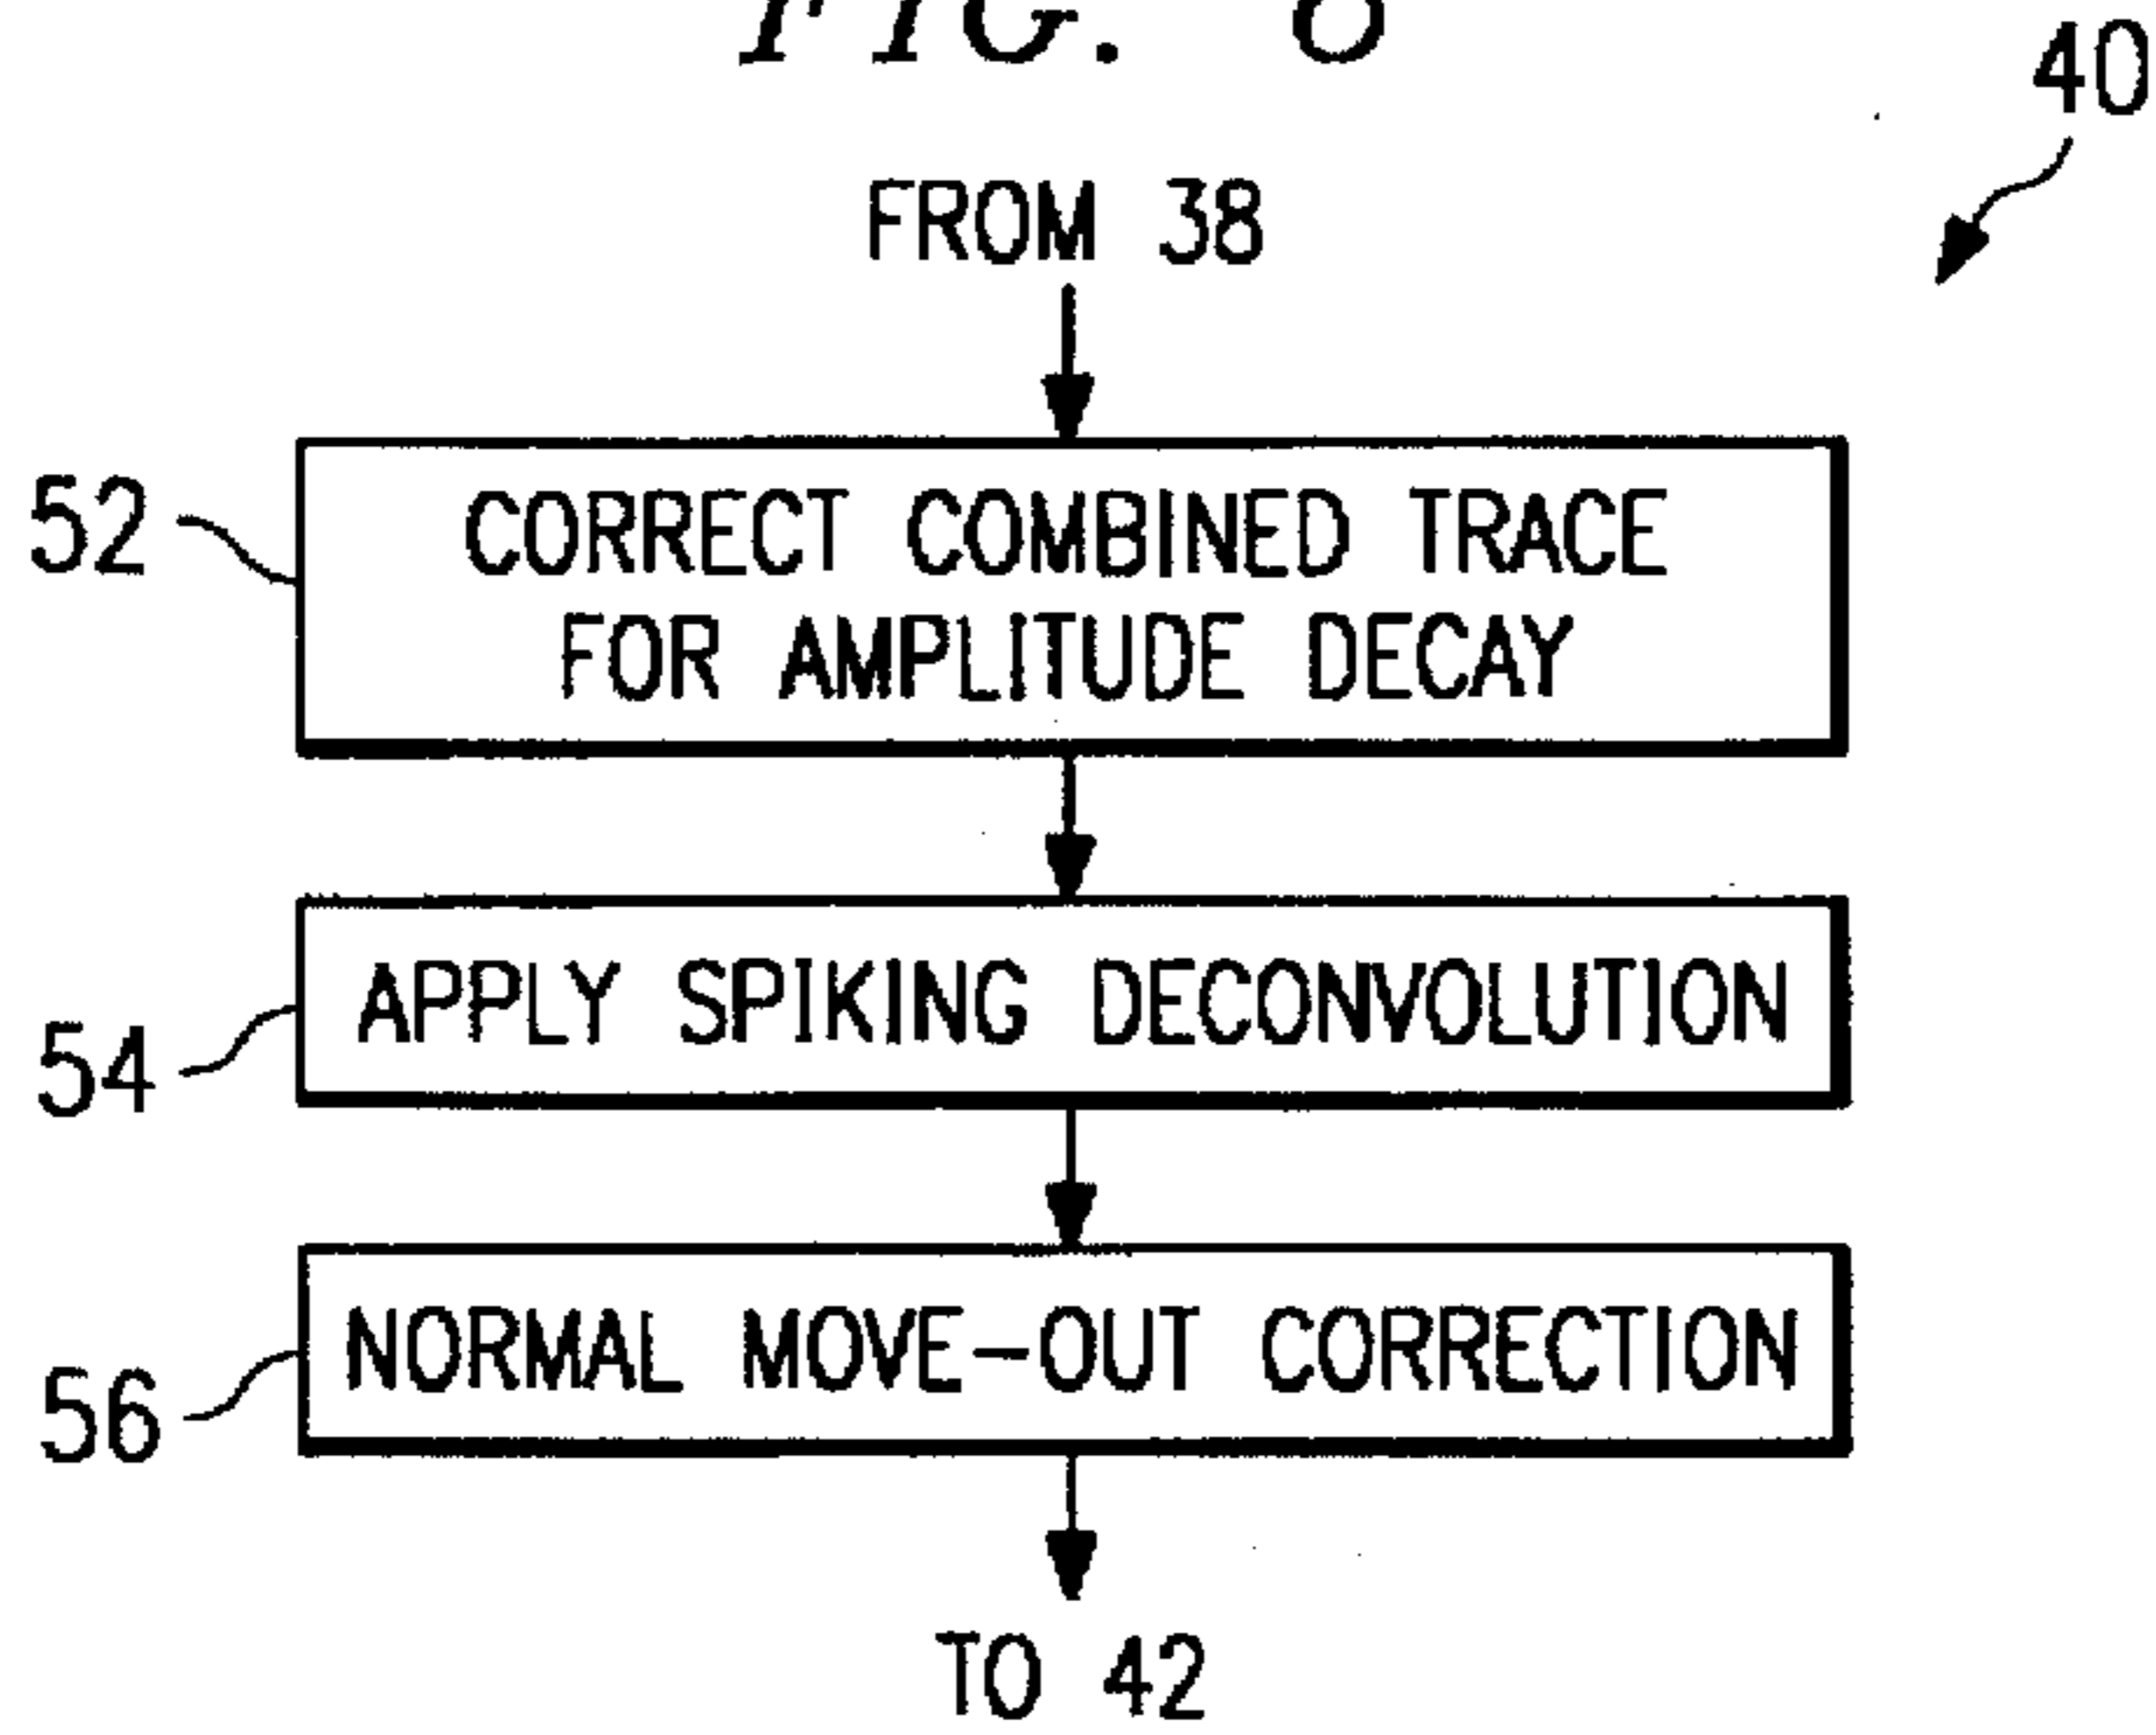 FIG.
40
FROM 38
52
CORRECT COMBINED TRACE
FOR AMPLITUDE DECAY
54
APPLY SPIKING DECONVOLUTION
56
NORMAL MOVE-OUT CORRECTION
TO 42